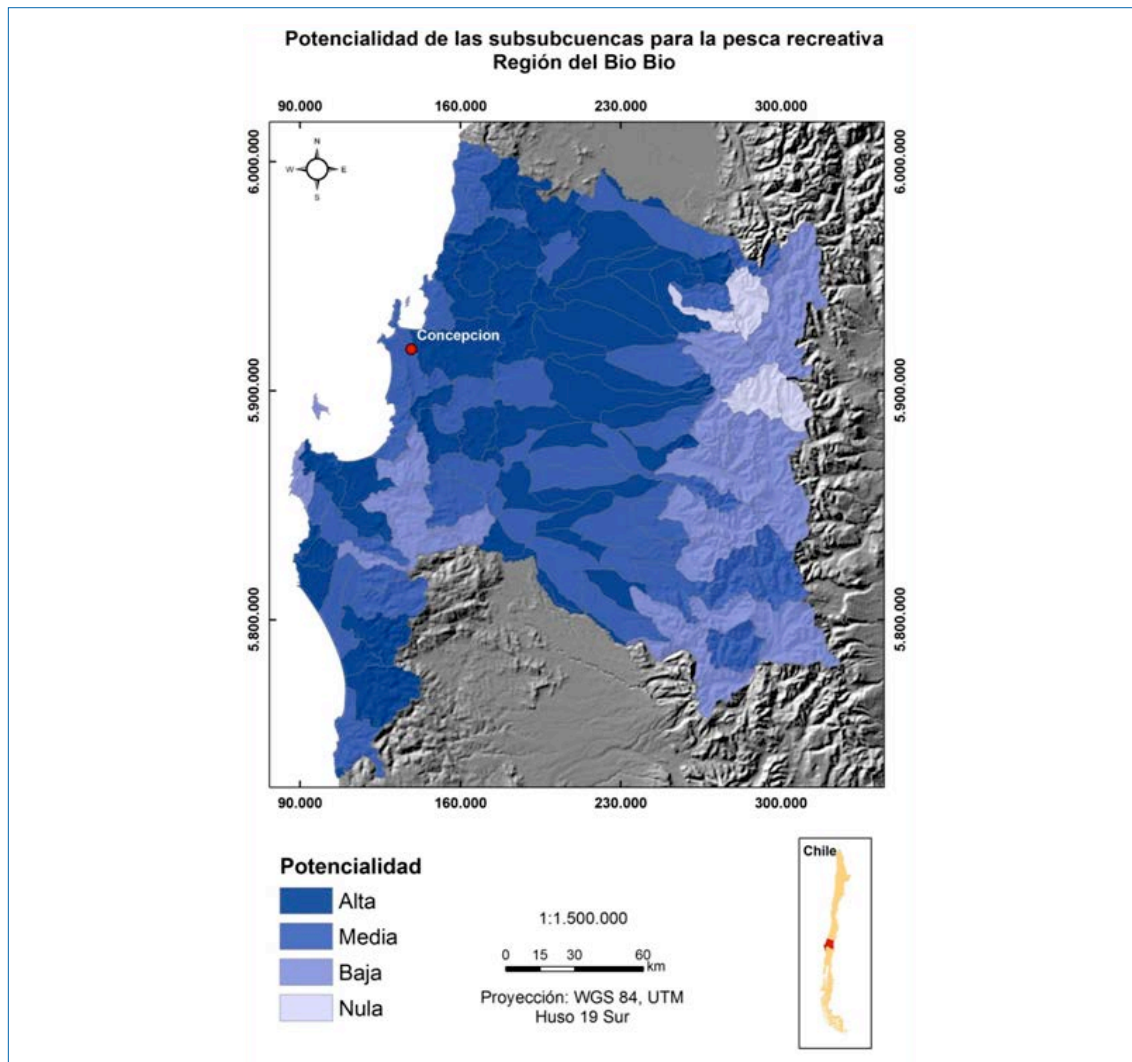 Potencialidad de las subsubcuencas para la pesca recreativa
Región del Bio Bio
90.000 160.000 230.000 300.000
6.000.000
6.000.000
N
W E
S
Concepcion
5.900.000
5.900.000
5.800.000
5.800.000
90.000 160.000 230.000 300.000
Potencialidad
Alta
Media
Baja
Nula
1:1.500.000
0 15 30 60
km
Proyección: WGS 84, UTM
Huso 19 Sur
Chile